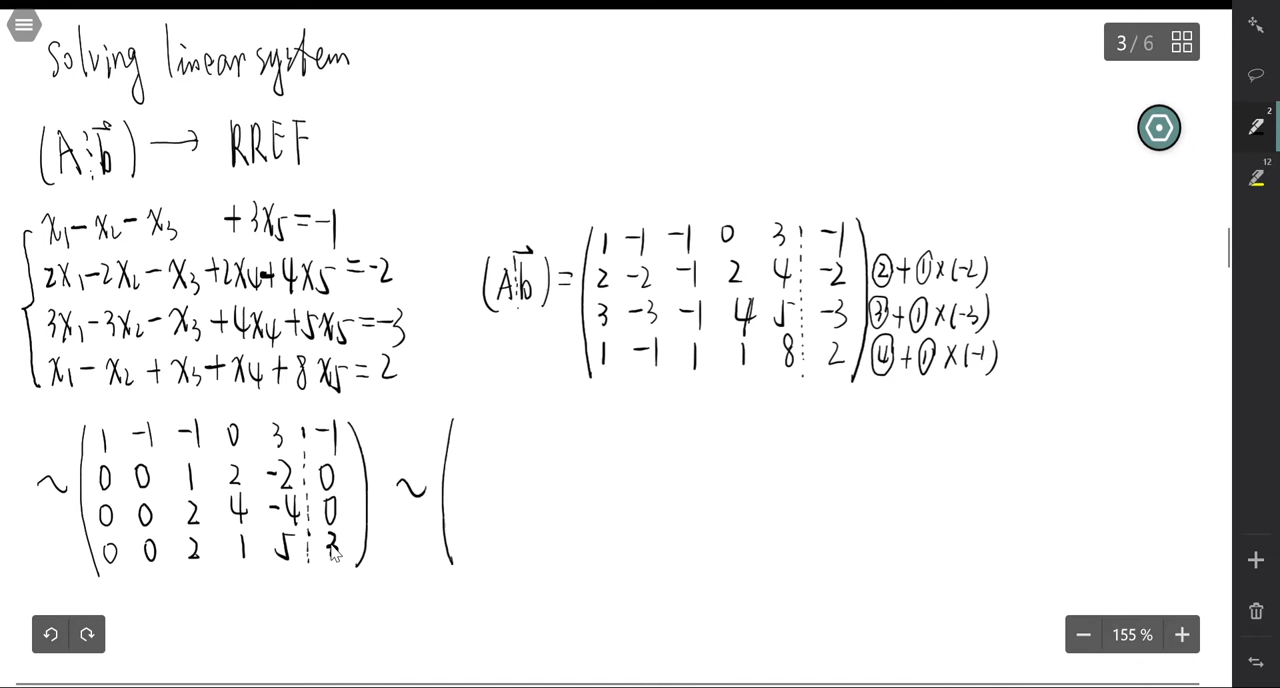 Solving linear system
3 / 6
(A⋮b⃗) → RREF
x₁ - x₂ - x₃ + 3x₅ = -1
2x₁ - 2x₂ - x₃ + 2x₄ + 4x₅ = -2
3x₁ - 3x₂ - x₃ + 4x₄ + 5x₅ = -3
x₁ - x₂ + x₃ + x₄ + 8x₅ = 2
(A⋮b⃗) =
1 -1 -1 0 3 ⋮ -1
2 -2 -1 2 4 ⋮ -2 ②+①×(-2)
3 -3 -1 4 5 ⋮ -3 ③+①×(-3)
1 -1 1 1 8 ⋮ 2 ④+①×(-1)
~
1 -1 -1 0 3 ⋮ -1
0 0 1 2 -2 ⋮ 0
0 0 2 4 -4 ⋮ 0
0 0 2 1 5 ⋮ 3
~ (
155 %
2
12